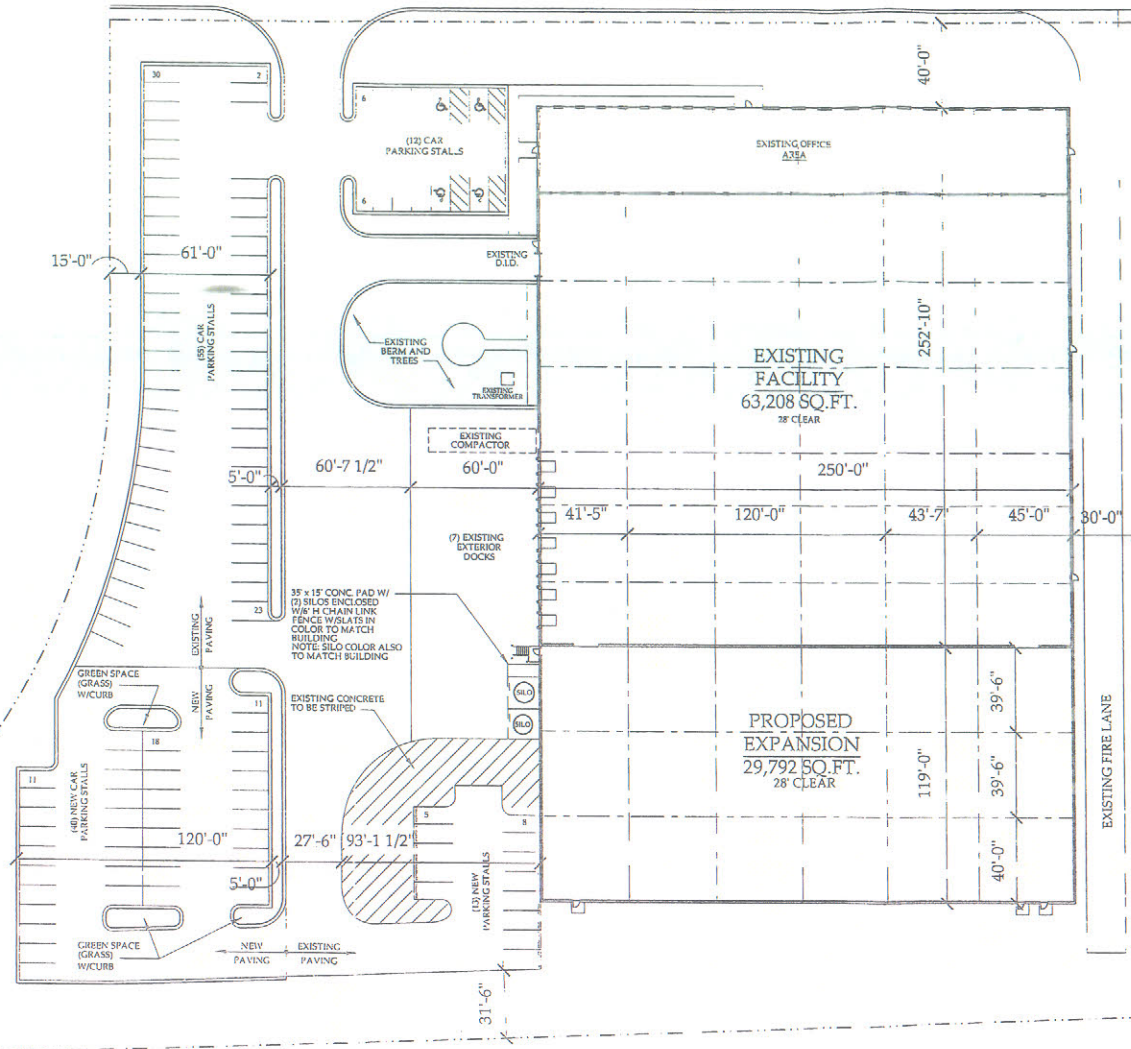 40'-0"
30
2
6
(12) CAR
PARKING STALLS
6
EXISTING OFFICE
AREA
15'-0"
61'-0"
EXISTING
D.I.D.
(55) CAR
PARKING STALLS
EXISTING
BERM AND
TREES
EXISTING
TRANSFORMER
252'-10"
EXISTING
FACILITY
63,208 SQ.FT.
28' CLEAR
EXISTING
COMPACTOR
5'-0"
60'-7 1/2"
60'-0"
250'-0"
41'-5"
120'-0"
43'-7"
45'-0"
30'-0"
(7) EXISTING
EXTERIOR
DOCKS
35' x 15' CONC. PAD W/
(2) SILOS ENCLOSED
W/8' H CHAIN LINK
FENCE W/SLATS IN
COLOR TO MATCH
BUILDING
NOTE: SILO COLOR ALSO
TO MATCH BUILDING
23
EXISTING
PAVING
NEW
PAVING
GREEN SPACE
(GRASS)
W/CURB
11
EXISTING CONCRETE
TO BE STRIPED
SILO
SILO
18
11
(40) NEW CAR
PARKING STALLS
PROPOSED
EXPANSION
29,792 SQ.FT.
28' CLEAR
119'-0"
39'-6"
39'-6"
40'-0"
EXISTING FIRE LANE
5
8
120'-0"
27'-6"
93'-1 1/2"
5'-0"
(13) NEW
PARKING STALLS
GREEN SPACE
(GRASS)
W/CURB
NEW
PAVING
EXISTING
PAVING
31'-6"